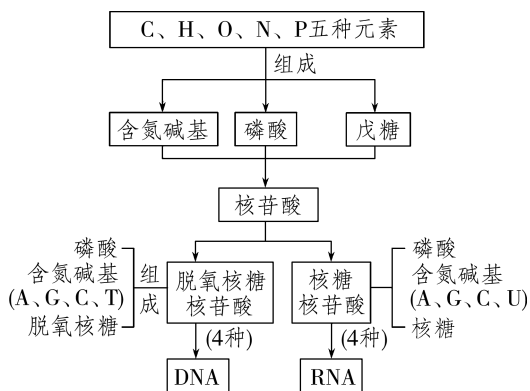 C、H、O、N、P五种元素
组成
含氮碱基 磷酸 戊糖
核苷酸
磷酸
含氮碱基
(A、G、C、T)
脱氧核糖
组成
脱氧核糖
核苷酸
核糖
核苷酸
磷酸
含氮碱基
(A、G、C、U)
核糖
(4种) (4种)
DNA RNA